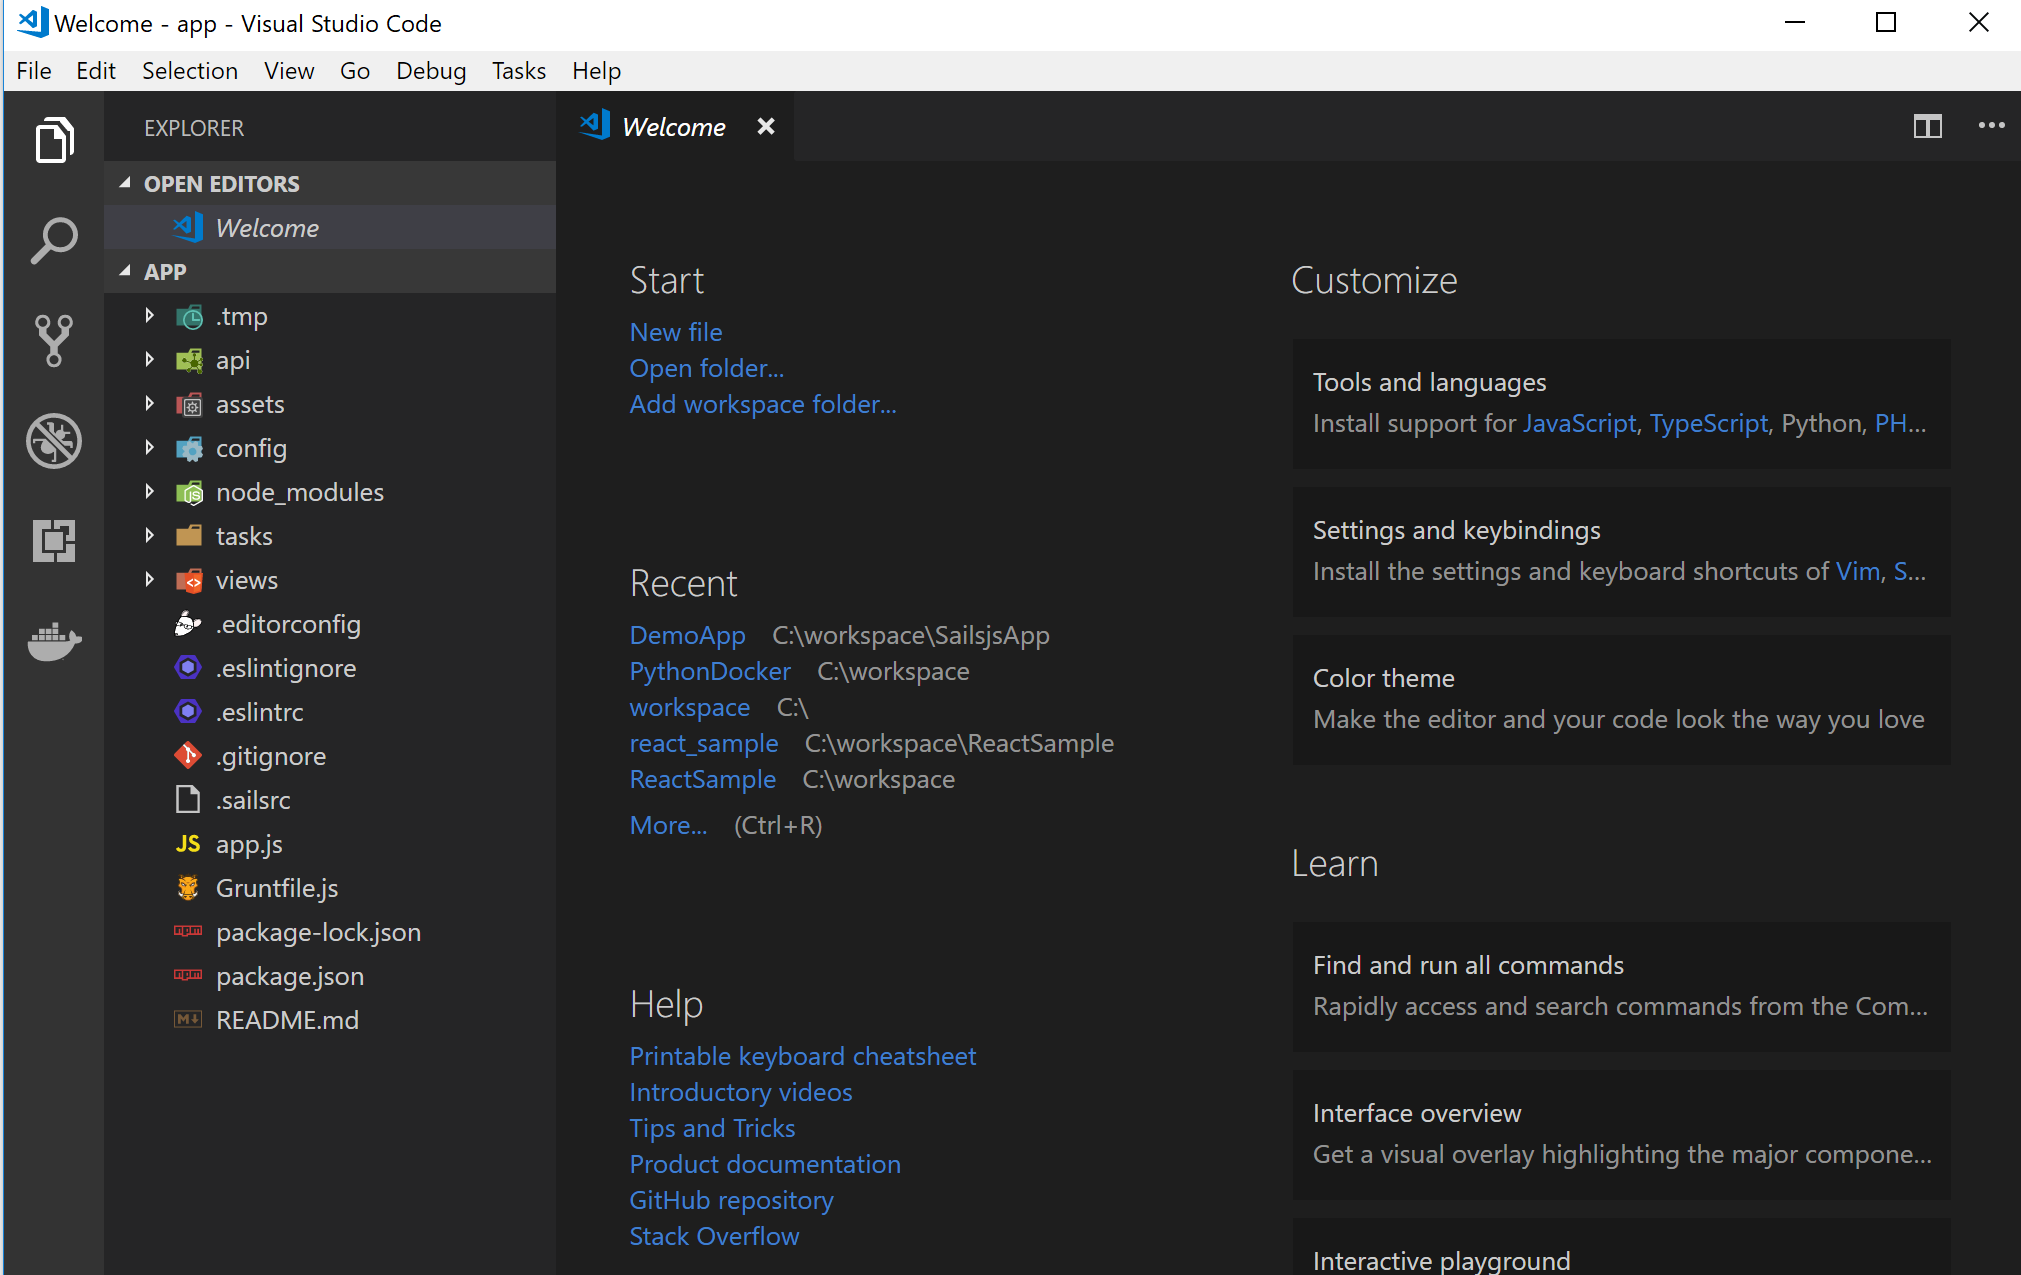 Welcome - app - Visual Studio Code
File Edit Selection View Go Debug Tasks Help
EXPLORER
OPEN EDITORS
Welcome
APP
.tmp
api
assets
config
node_modules
tasks
views
.editorconfig
.eslintignore
.eslintrc
.gitignore
.sailsrc
JS app.js
Gruntfile.js
package-lock.json
package.json
M README.md
Welcome
Start
New file
Open folder...
Add workspace folder...
Recent
DemoApp C:\workspace\SailsjsApp
PythonDocker C:\workspace
workspace C:\
react_sample C:\workspace\ReactSample
ReactSample C:\workspace
More... (Ctrl+R)
Help
Printable keyboard cheatsheet
Introductory videos
Tips and Tricks
Product documentation
GitHub repository
Stack Overflow
Customize
Tools and languages
Install support for JavaScript, TypeScript, Python, PH...
Settings and keybindings
Install the settings and keyboard shortcuts of Vim, S...
Color theme
Make the editor and your code look the way you love
Learn
Find and run all commands
Rapidly access and search commands from the Com...
Interface overview
Get a visual overlay highlighting the major compone...
Interactive playground